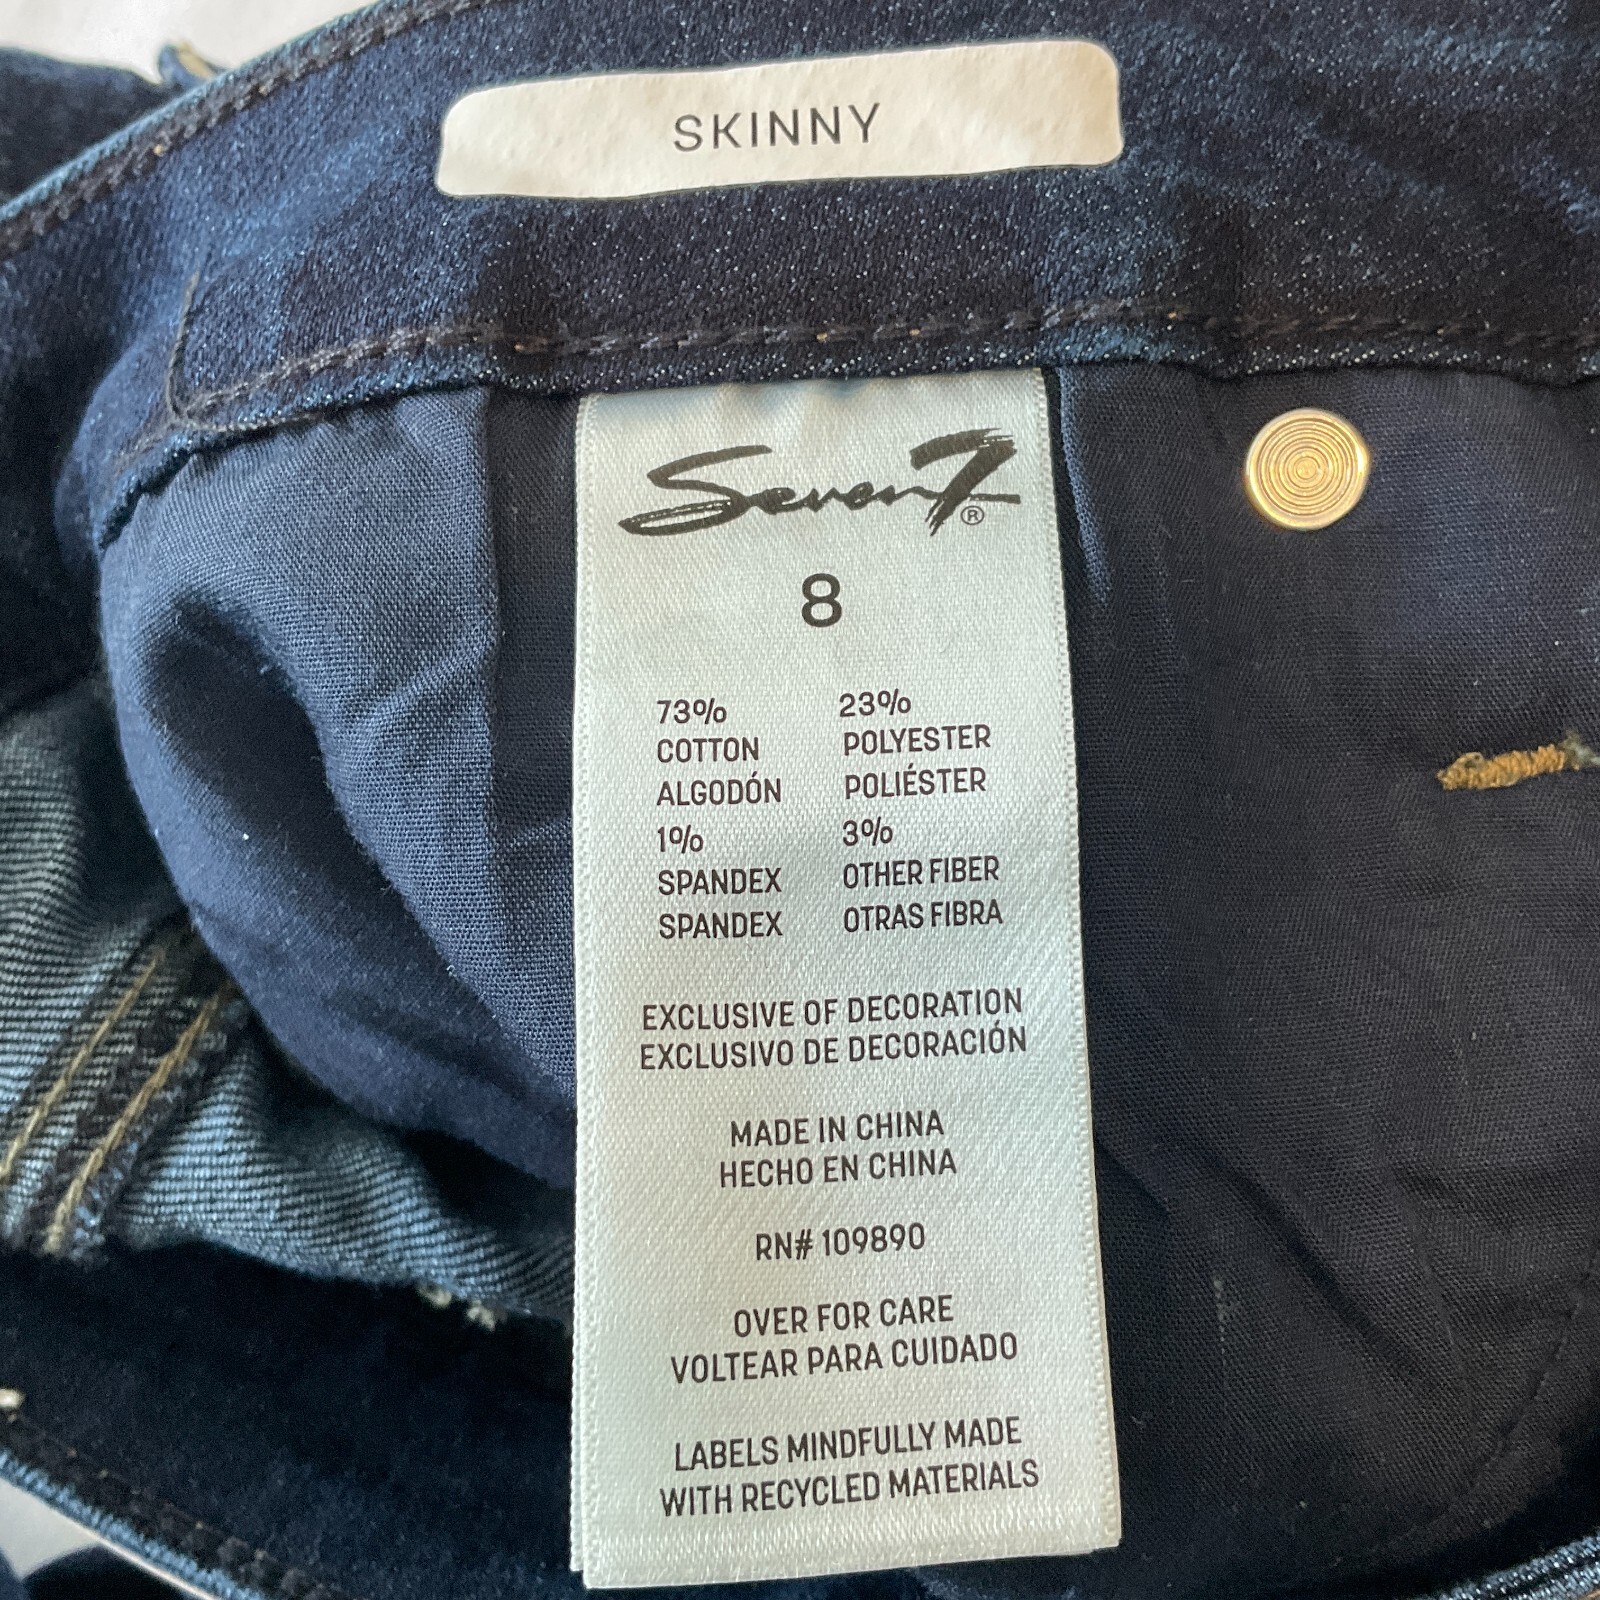 SKINNY
Seven7®
8
73% 23%
COTTON POLYESTER
ALGODÓN POLIÉSTER
1% 3%
SPANDEX OTHER FIBER
SPANDEX OTRAS FIBRA
EXCLUSIVE OF DECORATION
EXCLUSIVO DE DECORACIÓN
MADE IN CHINA
HECHO EN CHINA
RN# 109890
OVER FOR CARE
VOLTEAR PARA CUIDADO
LABELS MINDFULLY MADE
WITH RECYCLED MATERIALS